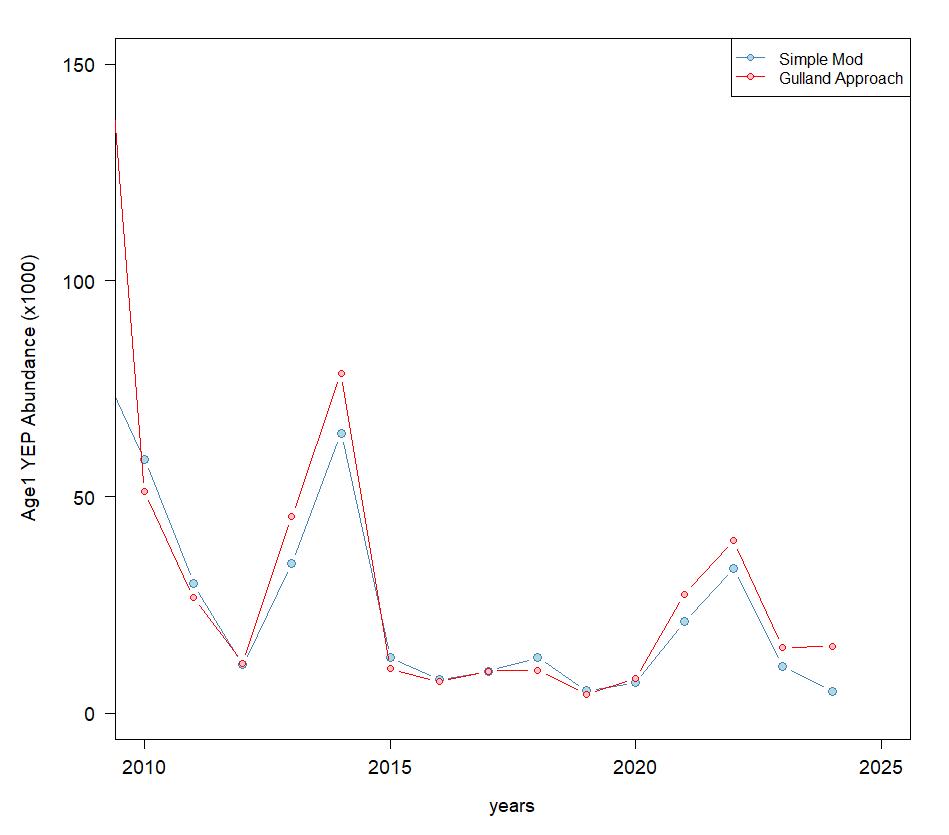 Simple Mod
Gulland Approach
Age1 YEP Abundance (x1000)
150
100
50
0
2010 2015 2020 2025
years